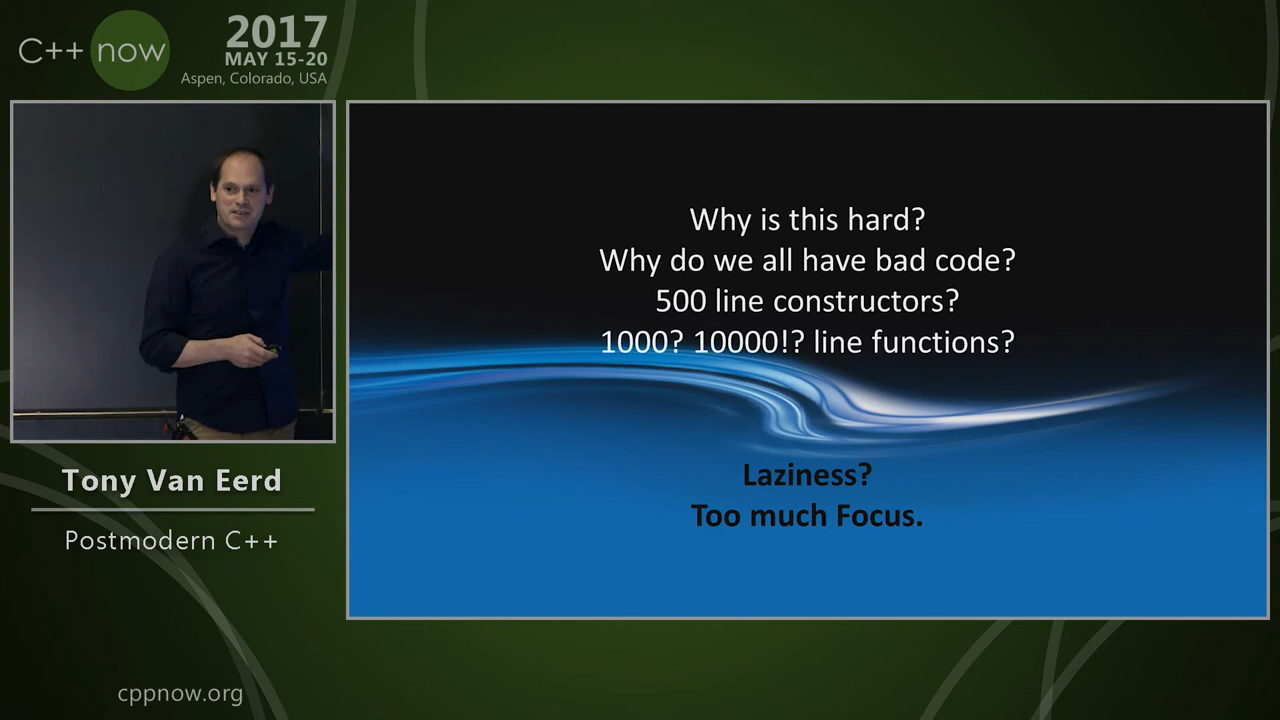 C++ now
2017
MAY 15-20
Aspen, Colorado, USA
Why is this hard?
Why do we all have bad code?
500 line constructors?
1000? 10000!? line functions?
Laziness?
Too much Focus.
Tony Van Eerd
Postmodern C++
cppnow.org